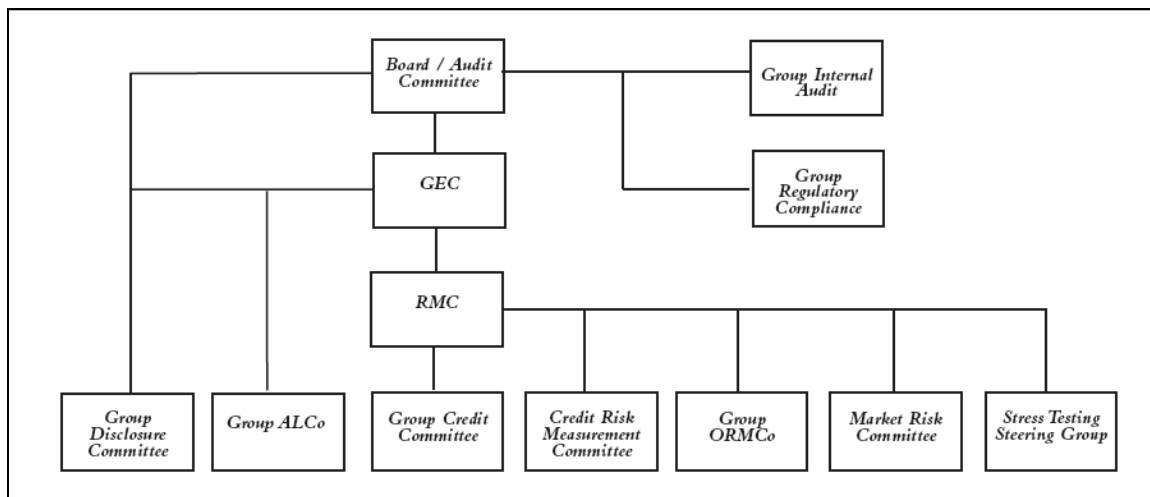 Board / Audit
Committee
Group Internal
Audit
GEC
Group
Regulatory
Compliance
RMC
Group
Disclosure
Committee
Group ALCo
Group Credit
Committee
Credit Risk
Measurement
Committee
Group
ORMCo
Market Risk
Committee
Stress Testing
Steering Group